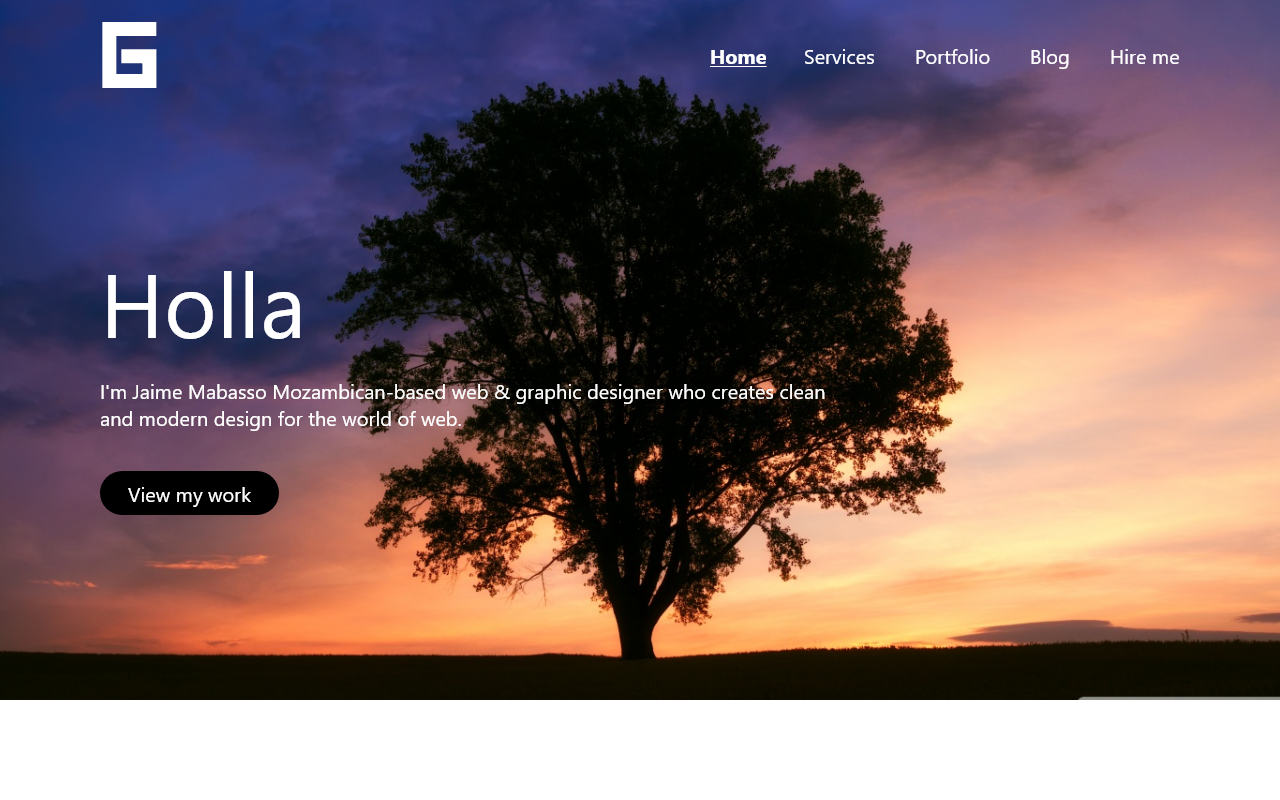 G
Home Services Portfolio Blog Hire me
Holla
I'm Jaime Mabasso Mozambican-based web & graphic designer who creates clean
and modern design for the world of web.
View my work